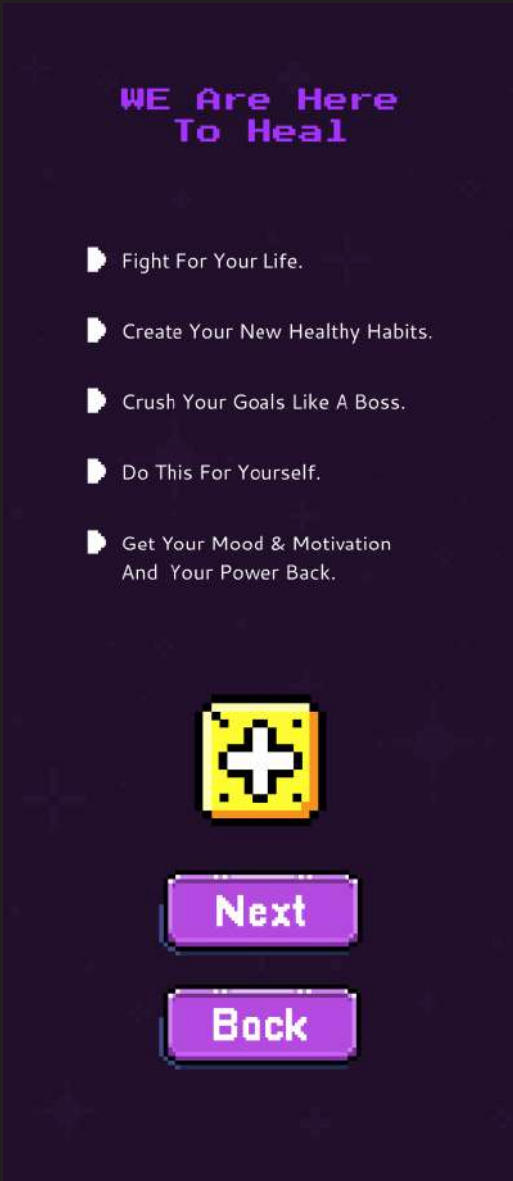 WE Are Here
To Heal
Fight For Your Life.
Create Your New Healthy Habits.
Crush Your Goals Like A Boss.
Do This For Yourself.
Get Your Mood & Motivation
And  Your Power Back.
Next
Back